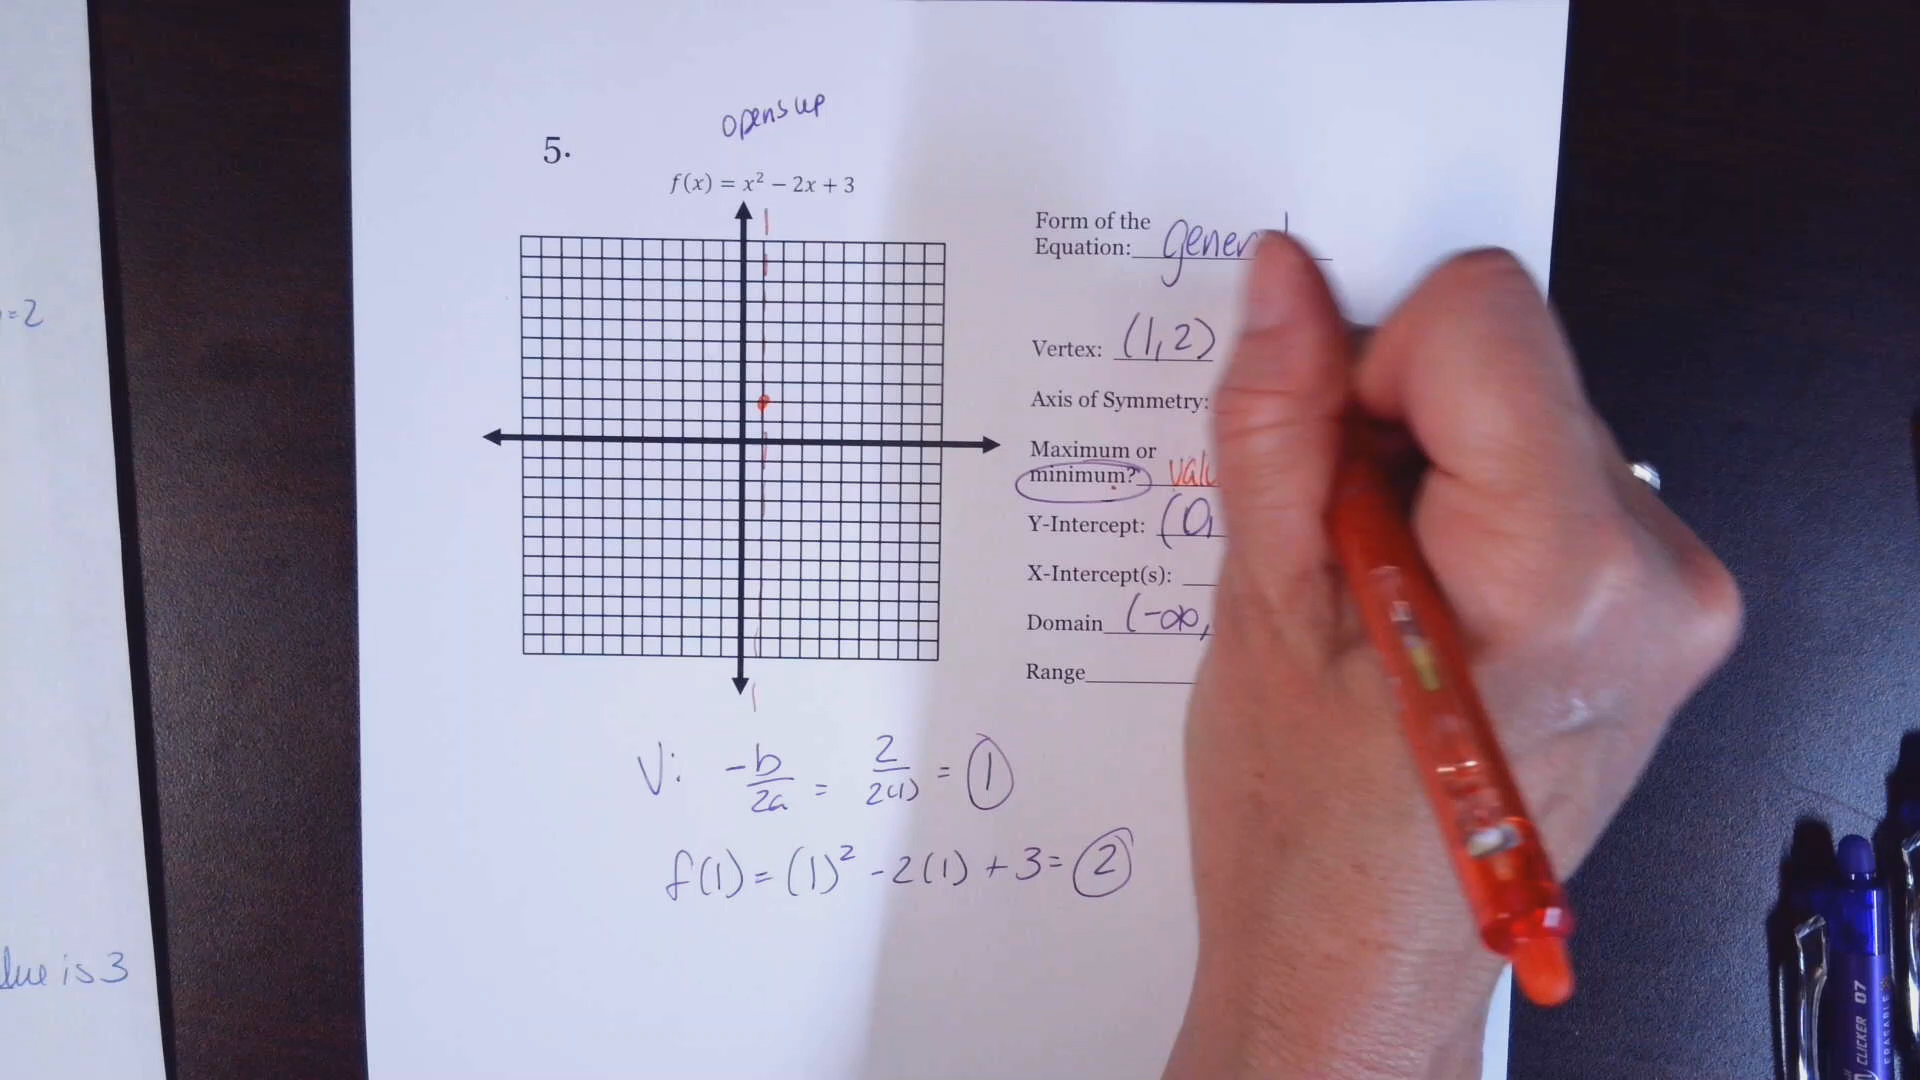 opens up
5.
f(x) = x² – 2x + 3
Form of the
Equation: general
Vertex: (1,2)
Axis of Symmetry:
Maximum or
minimum?
Y-Intercept: (0,
X-Intercept(s):
Domain (-∞,
Range
V: -b/2a = 2/2(1) = 1
f(1) = (1)² - 2(1) + 3 = 2
=2
is 3
CLICKER 07
ERASABLE